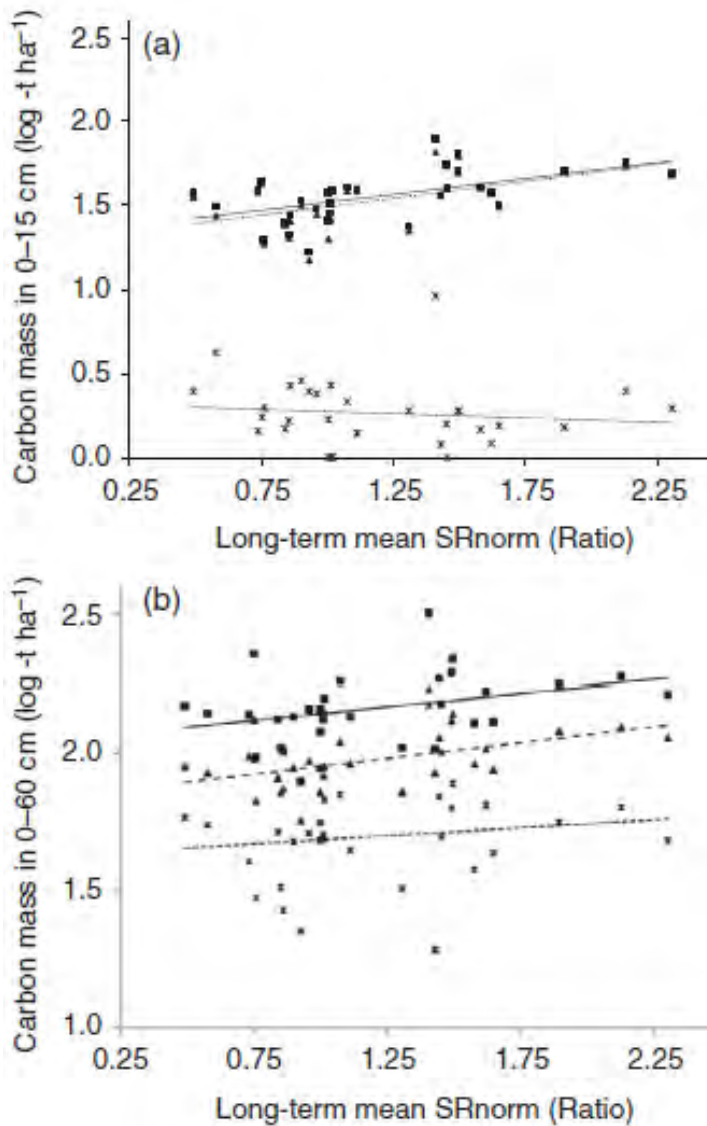 (a)
Carbon mass in 0–15 cm (log -t ha⁻¹)
2.5
2.0
1.5
1.0
0.5
0.0
0.25 0.75 1.25 1.75 2.25
Long-term mean SRnorm (Ratio)
(b)
Carbon mass in 0–60 cm (log -t ha⁻¹)
2.5
2.0
1.5
1.0
0.25 0.75 1.25 1.75 2.25
Long-term mean SRnorm (Ratio)